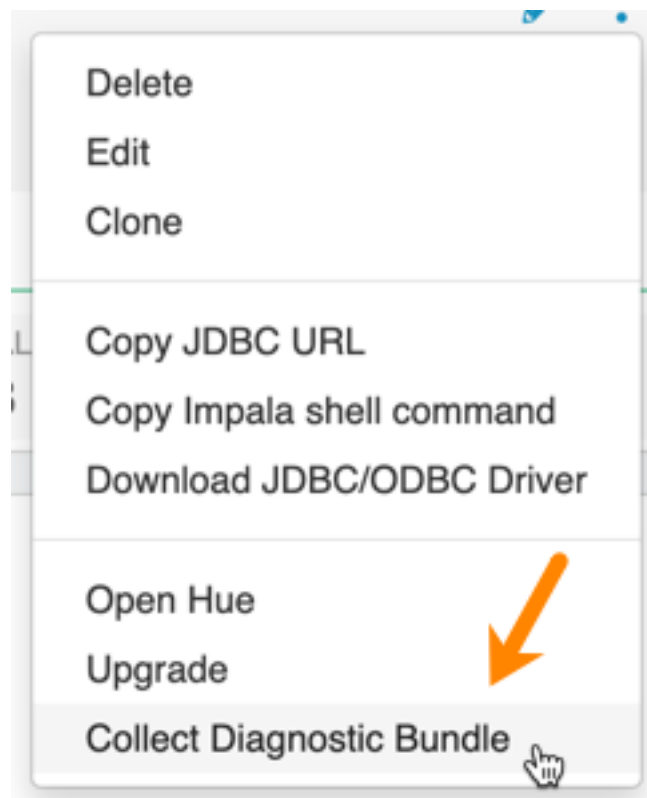 Delete
Edit
Clone
Copy JDBC URL
Copy Impala shell command
Download JDBC/ODBC Driver
Open Hue
Upgrade
Collect Diagnostic Bundle